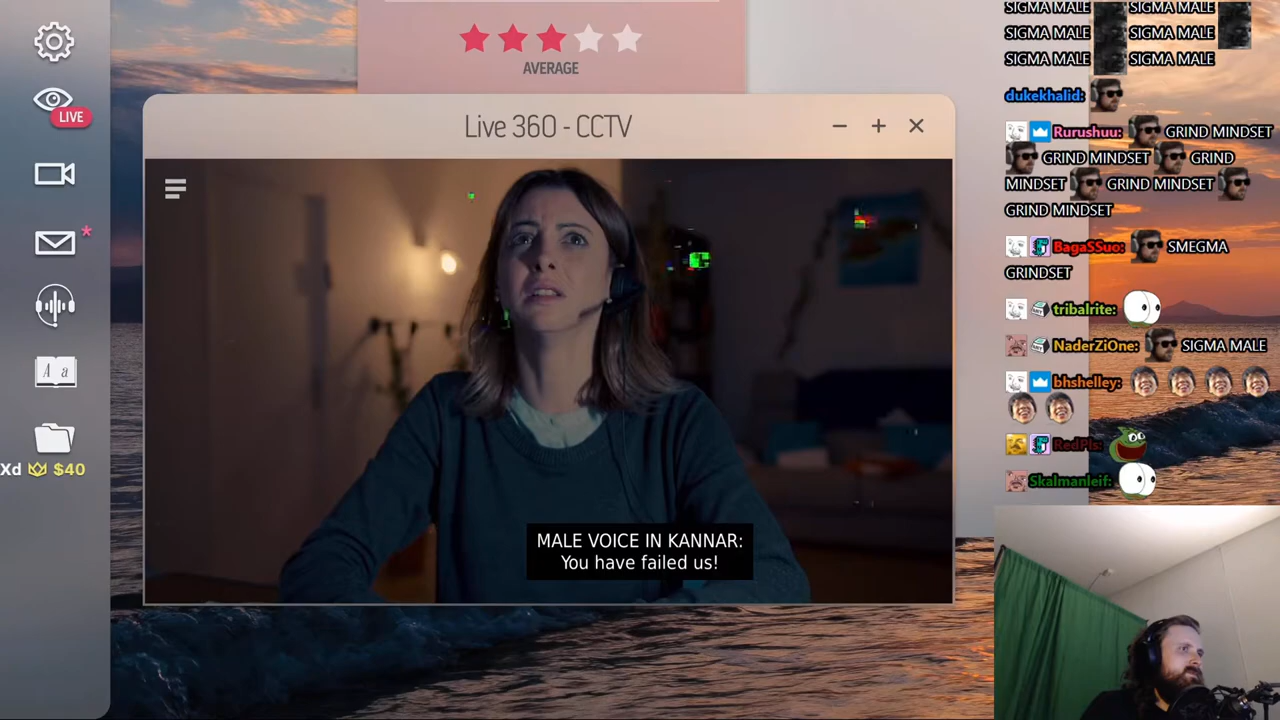 AVERAGE
Live 360 - CCTV
LIVE
*
A a
Xd $40
MALE VOICE IN KANNAR:
You have failed us!
SIGMA MALE SIGMA MALE
SIGMA MALE SIGMA MALE
SIGMA MALE SIGMA MALE
dukekhalid:
Rurushuu: GRIND MINDSET
GRIND MINDSET GRIND
MINDSET GRIND MINDSET
GRIND MINDSET
BagaSSuo: SMEGMA
GRINDSET
tribalrite:
NaderZiOne: SIGMA MALE
bhshelley:
RedPls:
Skalmanleif: